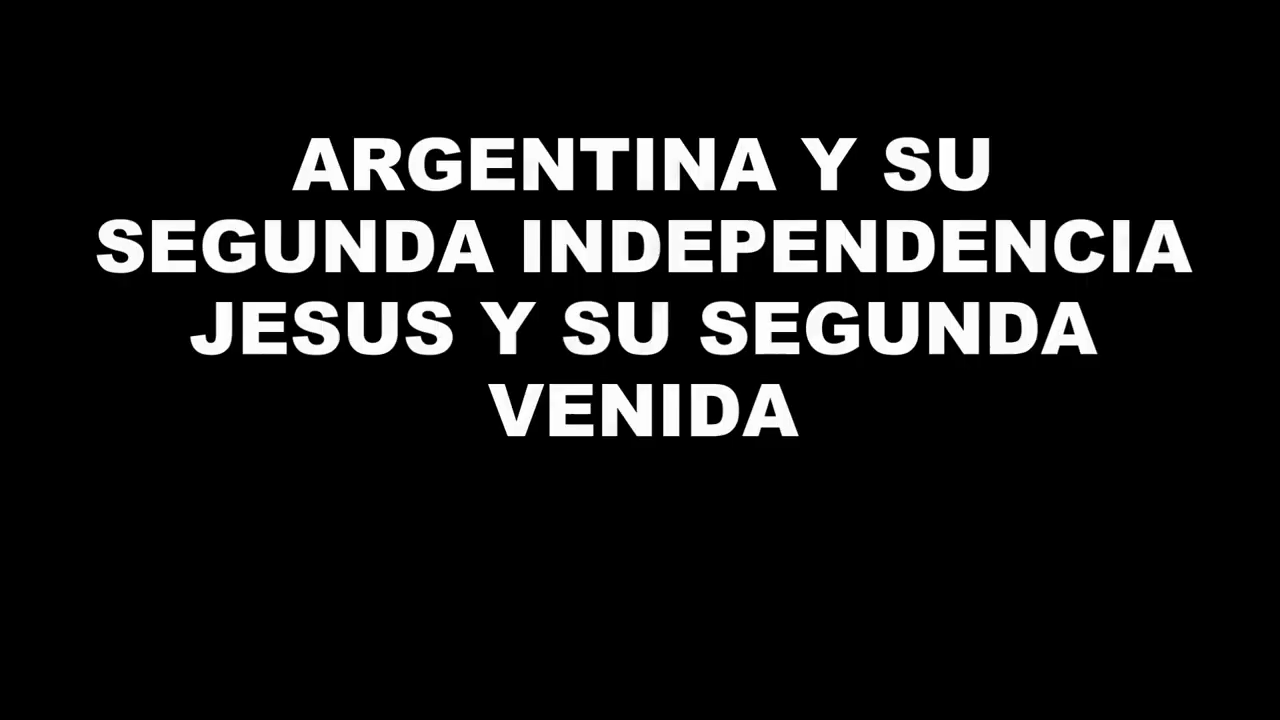 ARGENTINA Y SU
SEGUNDA INDEPENDENCIA
JESUS Y SU SEGUNDA
VENIDA